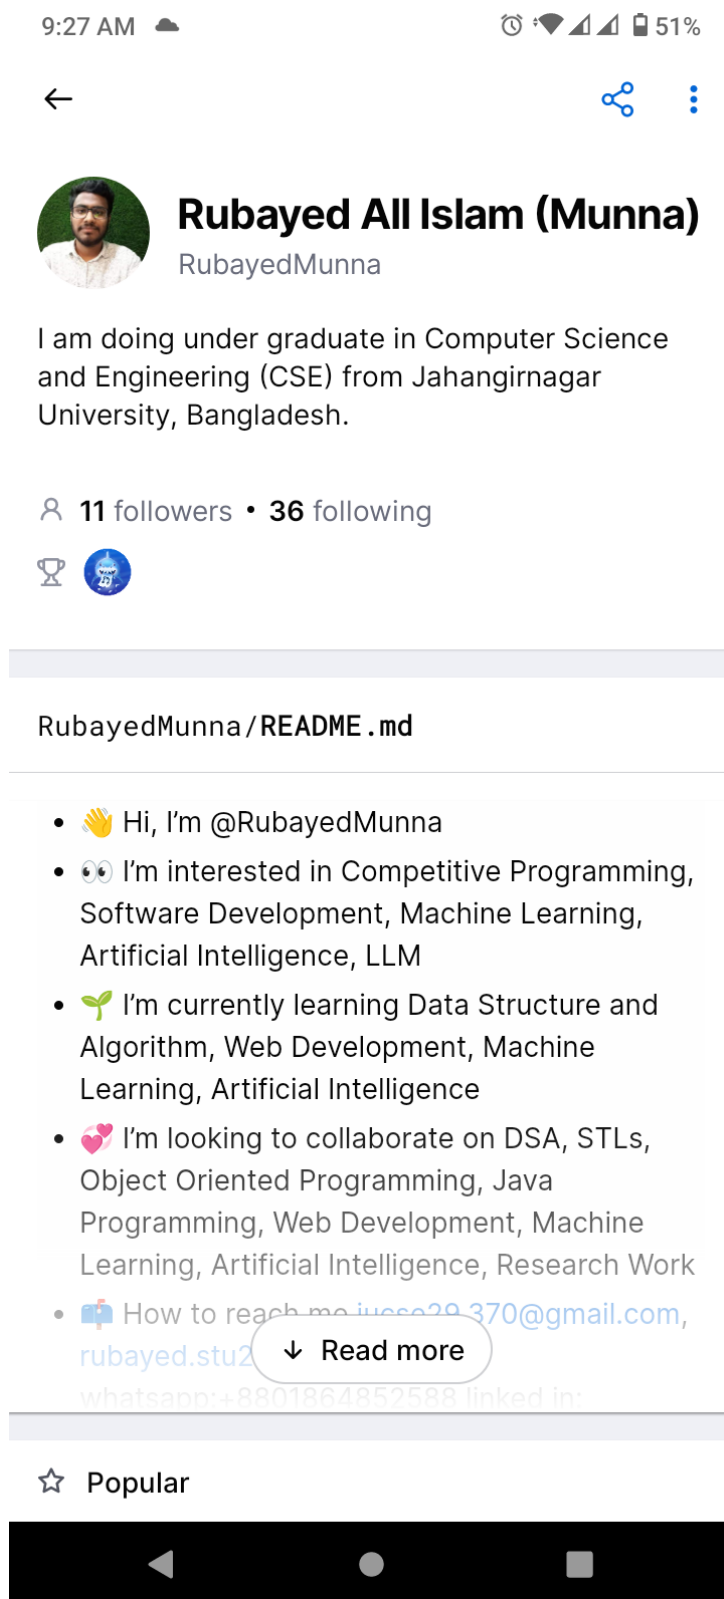 9:27 AM
51%
Rubayed All Islam (Munna)
RubayedMunna
I am doing under graduate in Computer Science
and Engineering (CSE) from Jahangirnagar
University, Bangladesh.
11 followers • 36 following
RubayedMunna/README.md
• 👋 Hi, I'm @RubayedMunna
• 👀 I'm interested in Competitive Programming,
Software Development, Machine Learning,
Artificial Intelligence, LLM
• 🌱 I'm currently learning Data Structure and
Algorithm, Web Development, Machine
Learning, Artificial Intelligence
• 💞 I'm looking to collaborate on DSA, STLs,
Object Oriented Programming, Java
Programming, Web Development, Machine
Learning, Artificial Intelligence, Research Work
• 📫 How to reach me jucse29.370@gmail.com,
rubayed.stu2
↓ Read more
whatsapp:+8801864852588 linked in:
Popular